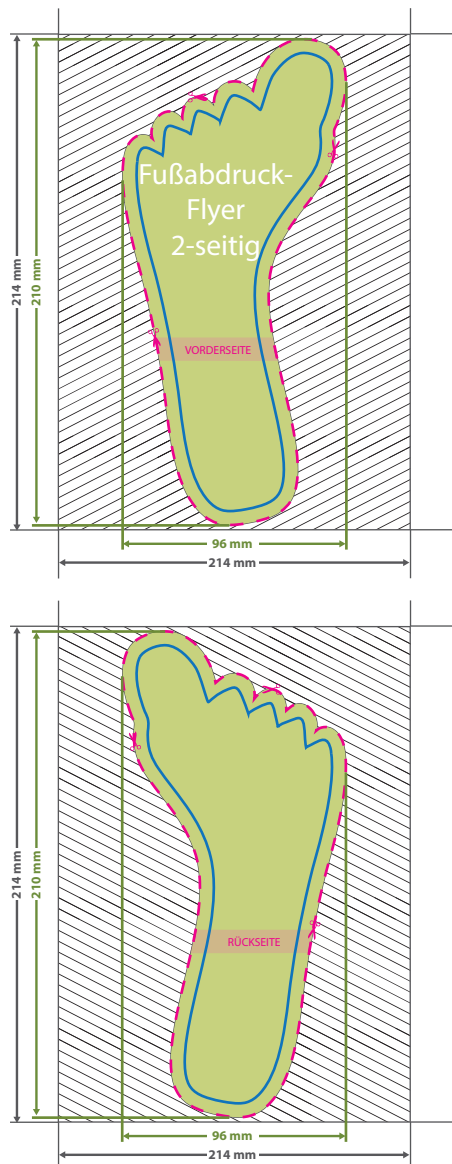 214 mm
210 mm
Fußabdruck-
Flyer
2-seitig
VORDERSEITE
96 mm
214 mm
214 mm
210 mm
RÜCKSEITE
96 mm
214 mm